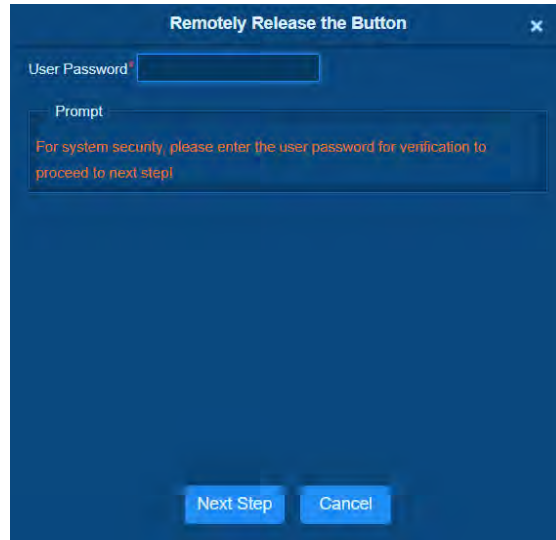 Remotely Release the Button ×
User Password*
Prompt
For system security, please enter the user password for verification to
proceed to next step!
Next Step Cancel